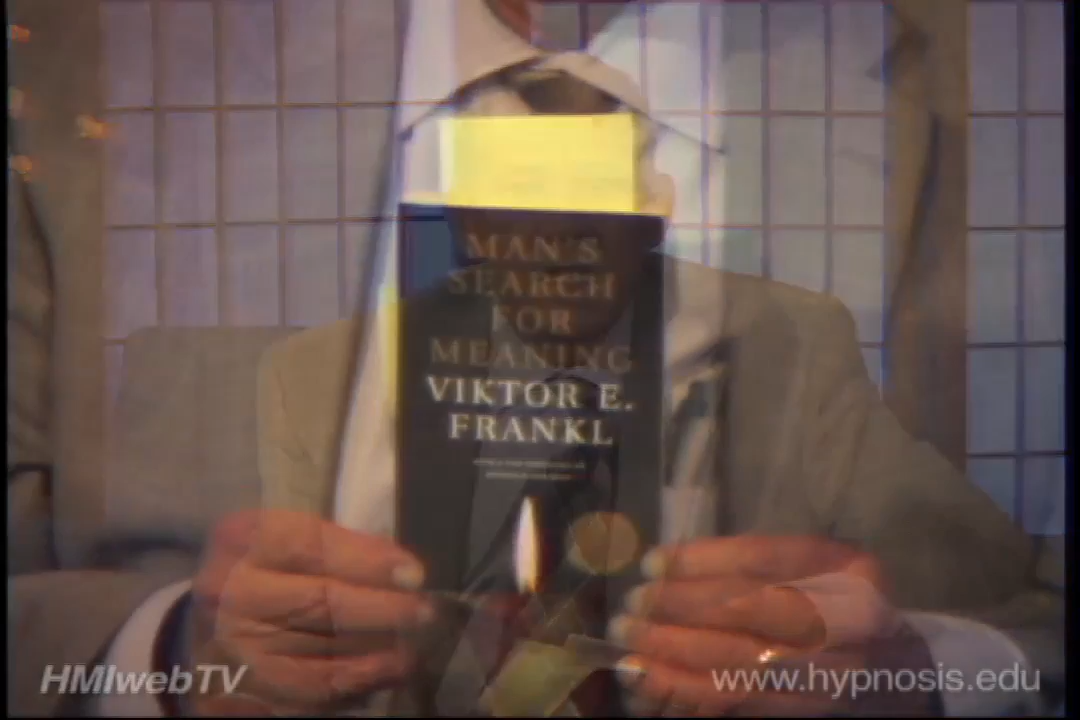 MAN'S
SEARCH
FOR
MEANING
VIKTOR E.
FRANKL
HMIwebTV
www.hypnosis.edu